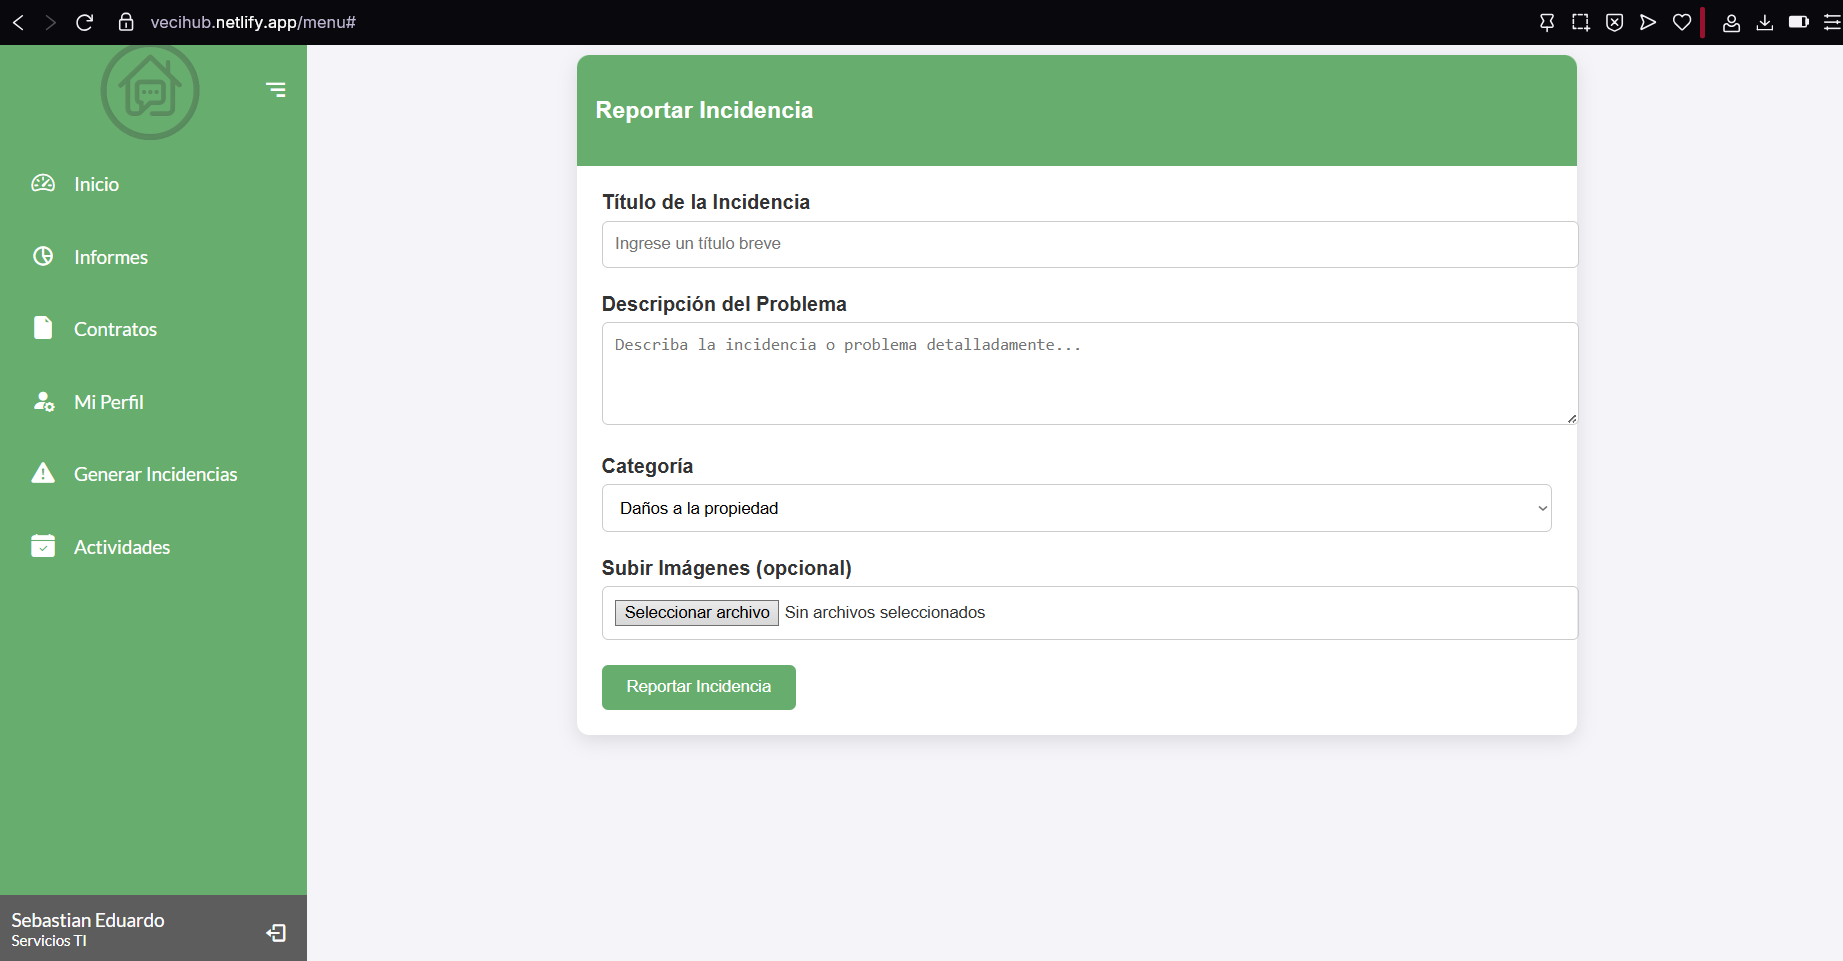 vecihub.netlify.app/menu#
Inicio
Informes
Contratos
Mi Perfil
Generar Incidencias
Actividades
Sebastian Eduardo
Servicios TI
Reportar Incidencia
Título de la Incidencia
Ingrese un título breve
Descripción del Problema
Describa la incidencia o problema detalladamente...
Categoría
Daños a la propiedad
Subir Imágenes (opcional)
Seleccionar archivo Sin archivos seleccionados
Reportar Incidencia